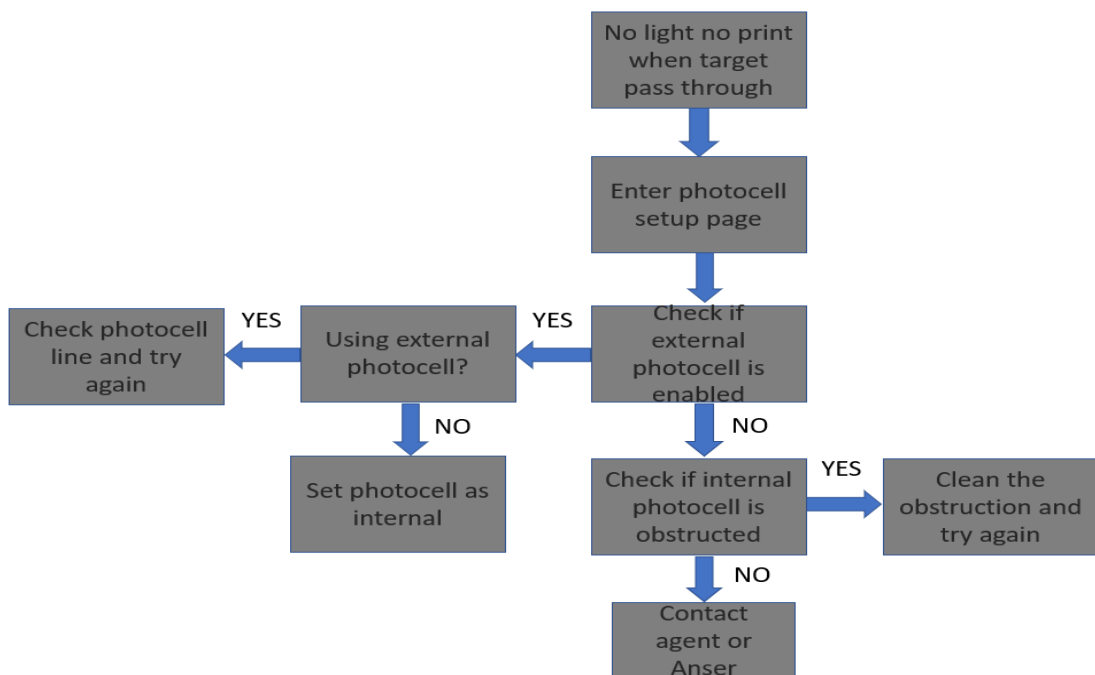 No light no print
when target
pass through
Enter photocell
setup page
Check if
external
photocell is
enabled
YES
Using external
photocell?
YES
Check photocell
line and try
again
NO
Set photocell as
internal
NO
Check if internal
photocell is
obstructed
YES
Clean the
obstruction and
try again
NO
Contact
agent or
Anser